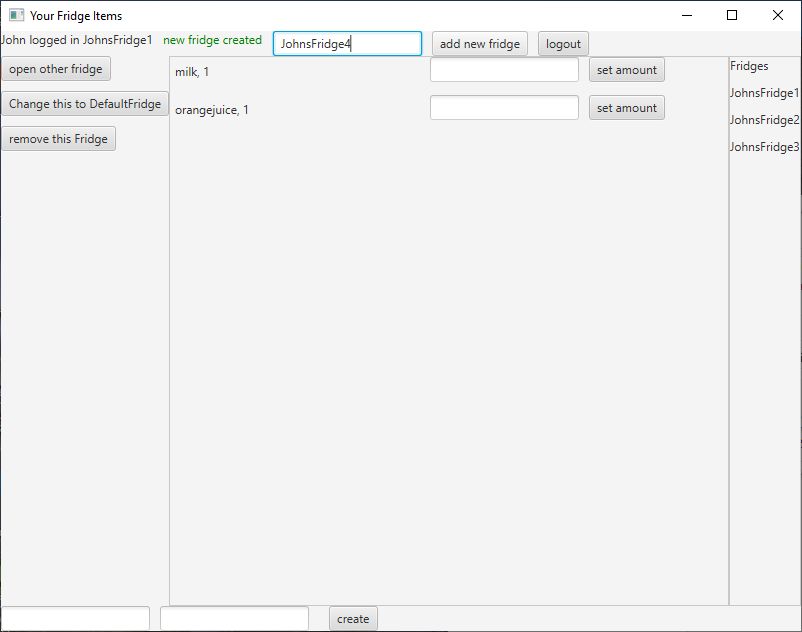 Your Fridge Items
John logged in JohnsFridge1 new fridge created JohnsFridge4 add new fridge logout
open other fridge
Change this to DefaultFridge
remove this Fridge
milk, 1 set amount
orangejuice, 1 set amount
Fridges
JohnsFridge1
JohnsFridge2
JohnsFridge3
create